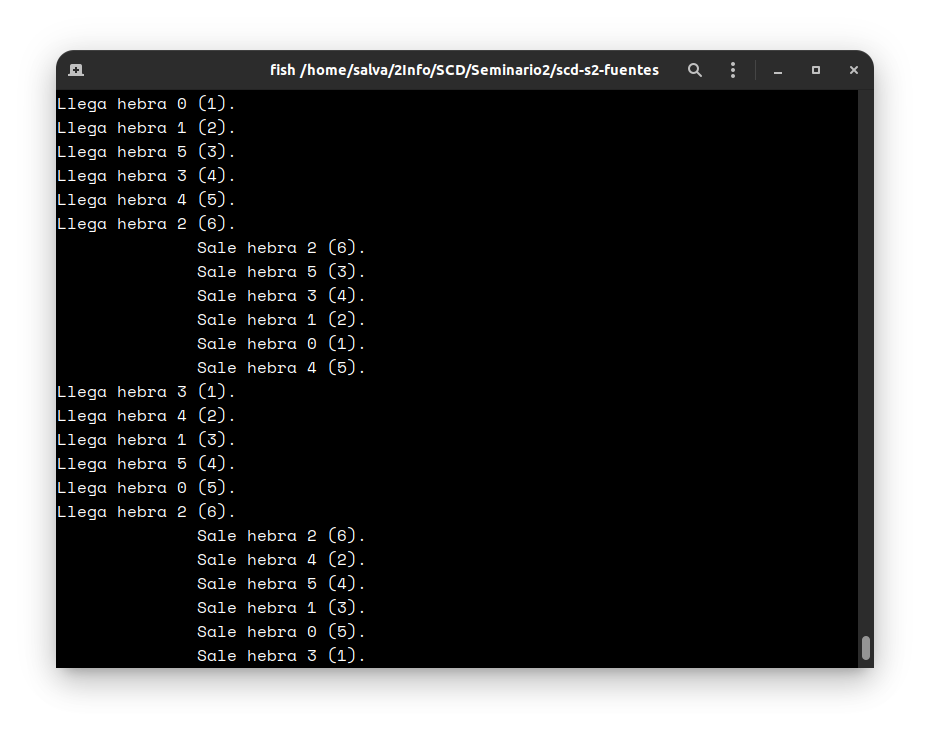 fish /home/salva/2Info/SCD/Seminario2/scd-s2-fuentes
Llega hebra 0 (1).
Llega hebra 1 (2).
Llega hebra 5 (3).
Llega hebra 3 (4).
Llega hebra 4 (5).
Llega hebra 2 (6).
Sale hebra 2 (6).
Sale hebra 5 (3).
Sale hebra 3 (4).
Sale hebra 1 (2).
Sale hebra 0 (1).
Sale hebra 4 (5).
Llega hebra 3 (1).
Llega hebra 4 (2).
Llega hebra 1 (3).
Llega hebra 5 (4).
Llega hebra 0 (5).
Llega hebra 2 (6).
Sale hebra 2 (6).
Sale hebra 4 (2).
Sale hebra 5 (4).
Sale hebra 1 (3).
Sale hebra 0 (5).
Sale hebra 3 (1).